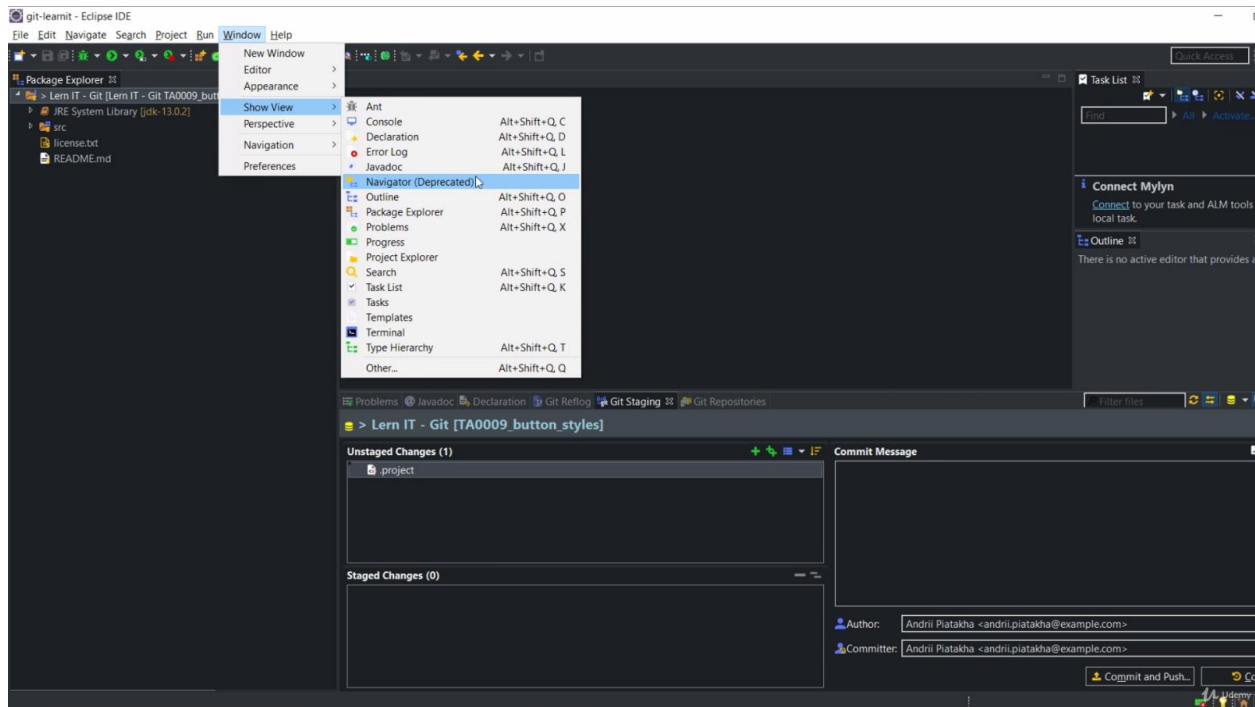 git-learnit - Eclipse IDE
File Edit Navigate Search Project Run Window Help
Quick Access
Package Explorer
> Lern IT - Git [Lern IT - Git TA0009_butt
JRE System Library [jdk-13.0.2]
src
license.txt
README.md
New Window
Editor
Appearance
Show View
Perspective
Navigation
Preferences
Ant
Console Alt+Shift+Q, C
Declaration Alt+Shift+Q, D
Error Log Alt+Shift+Q, L
Javadoc Alt+Shift+Q, J
Navigator (Deprecated)
Outline Alt+Shift+Q, O
Package Explorer Alt+Shift+Q, P
Problems Alt+Shift+Q, X
Progress
Project Explorer
Search Alt+Shift+Q, S
Task List Alt+Shift+Q, K
Tasks
Templates
Terminal
Type Hierarchy Alt+Shift+Q, T
Other... Alt+Shift+Q, Q
Task List
Find All Activate...
Connect Mylyn
Connect to your task and ALM tools
local task.
Outline
There is no active editor that provides a
Problems Javadoc Declaration Git Reflog Git Staging Git Repositories
Filter files
> Lern IT - Git [TA0009_button_styles]
Unstaged Changes (1)
.project
Staged Changes (0)
Commit Message
Author: Andrii Piatakha <andrii.piatakha@example.com>
Committer: Andrii Piatakha <andrii.piatakha@example.com>
Commit and Push... Co
Udemy